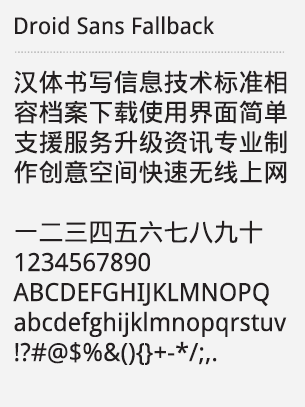 Droid Sans Fallback
汉体书写信息技术标准相
容档案下载使用界面简单
支援服务升级资讯专业制
作创意空间快速无线上网
一二三四五六七八九十
1234567890
ABCDEFGHIJKLMNOPQ
abcdefghijklmnopqrstuv
!?#@$%&(){}+-*/;,.